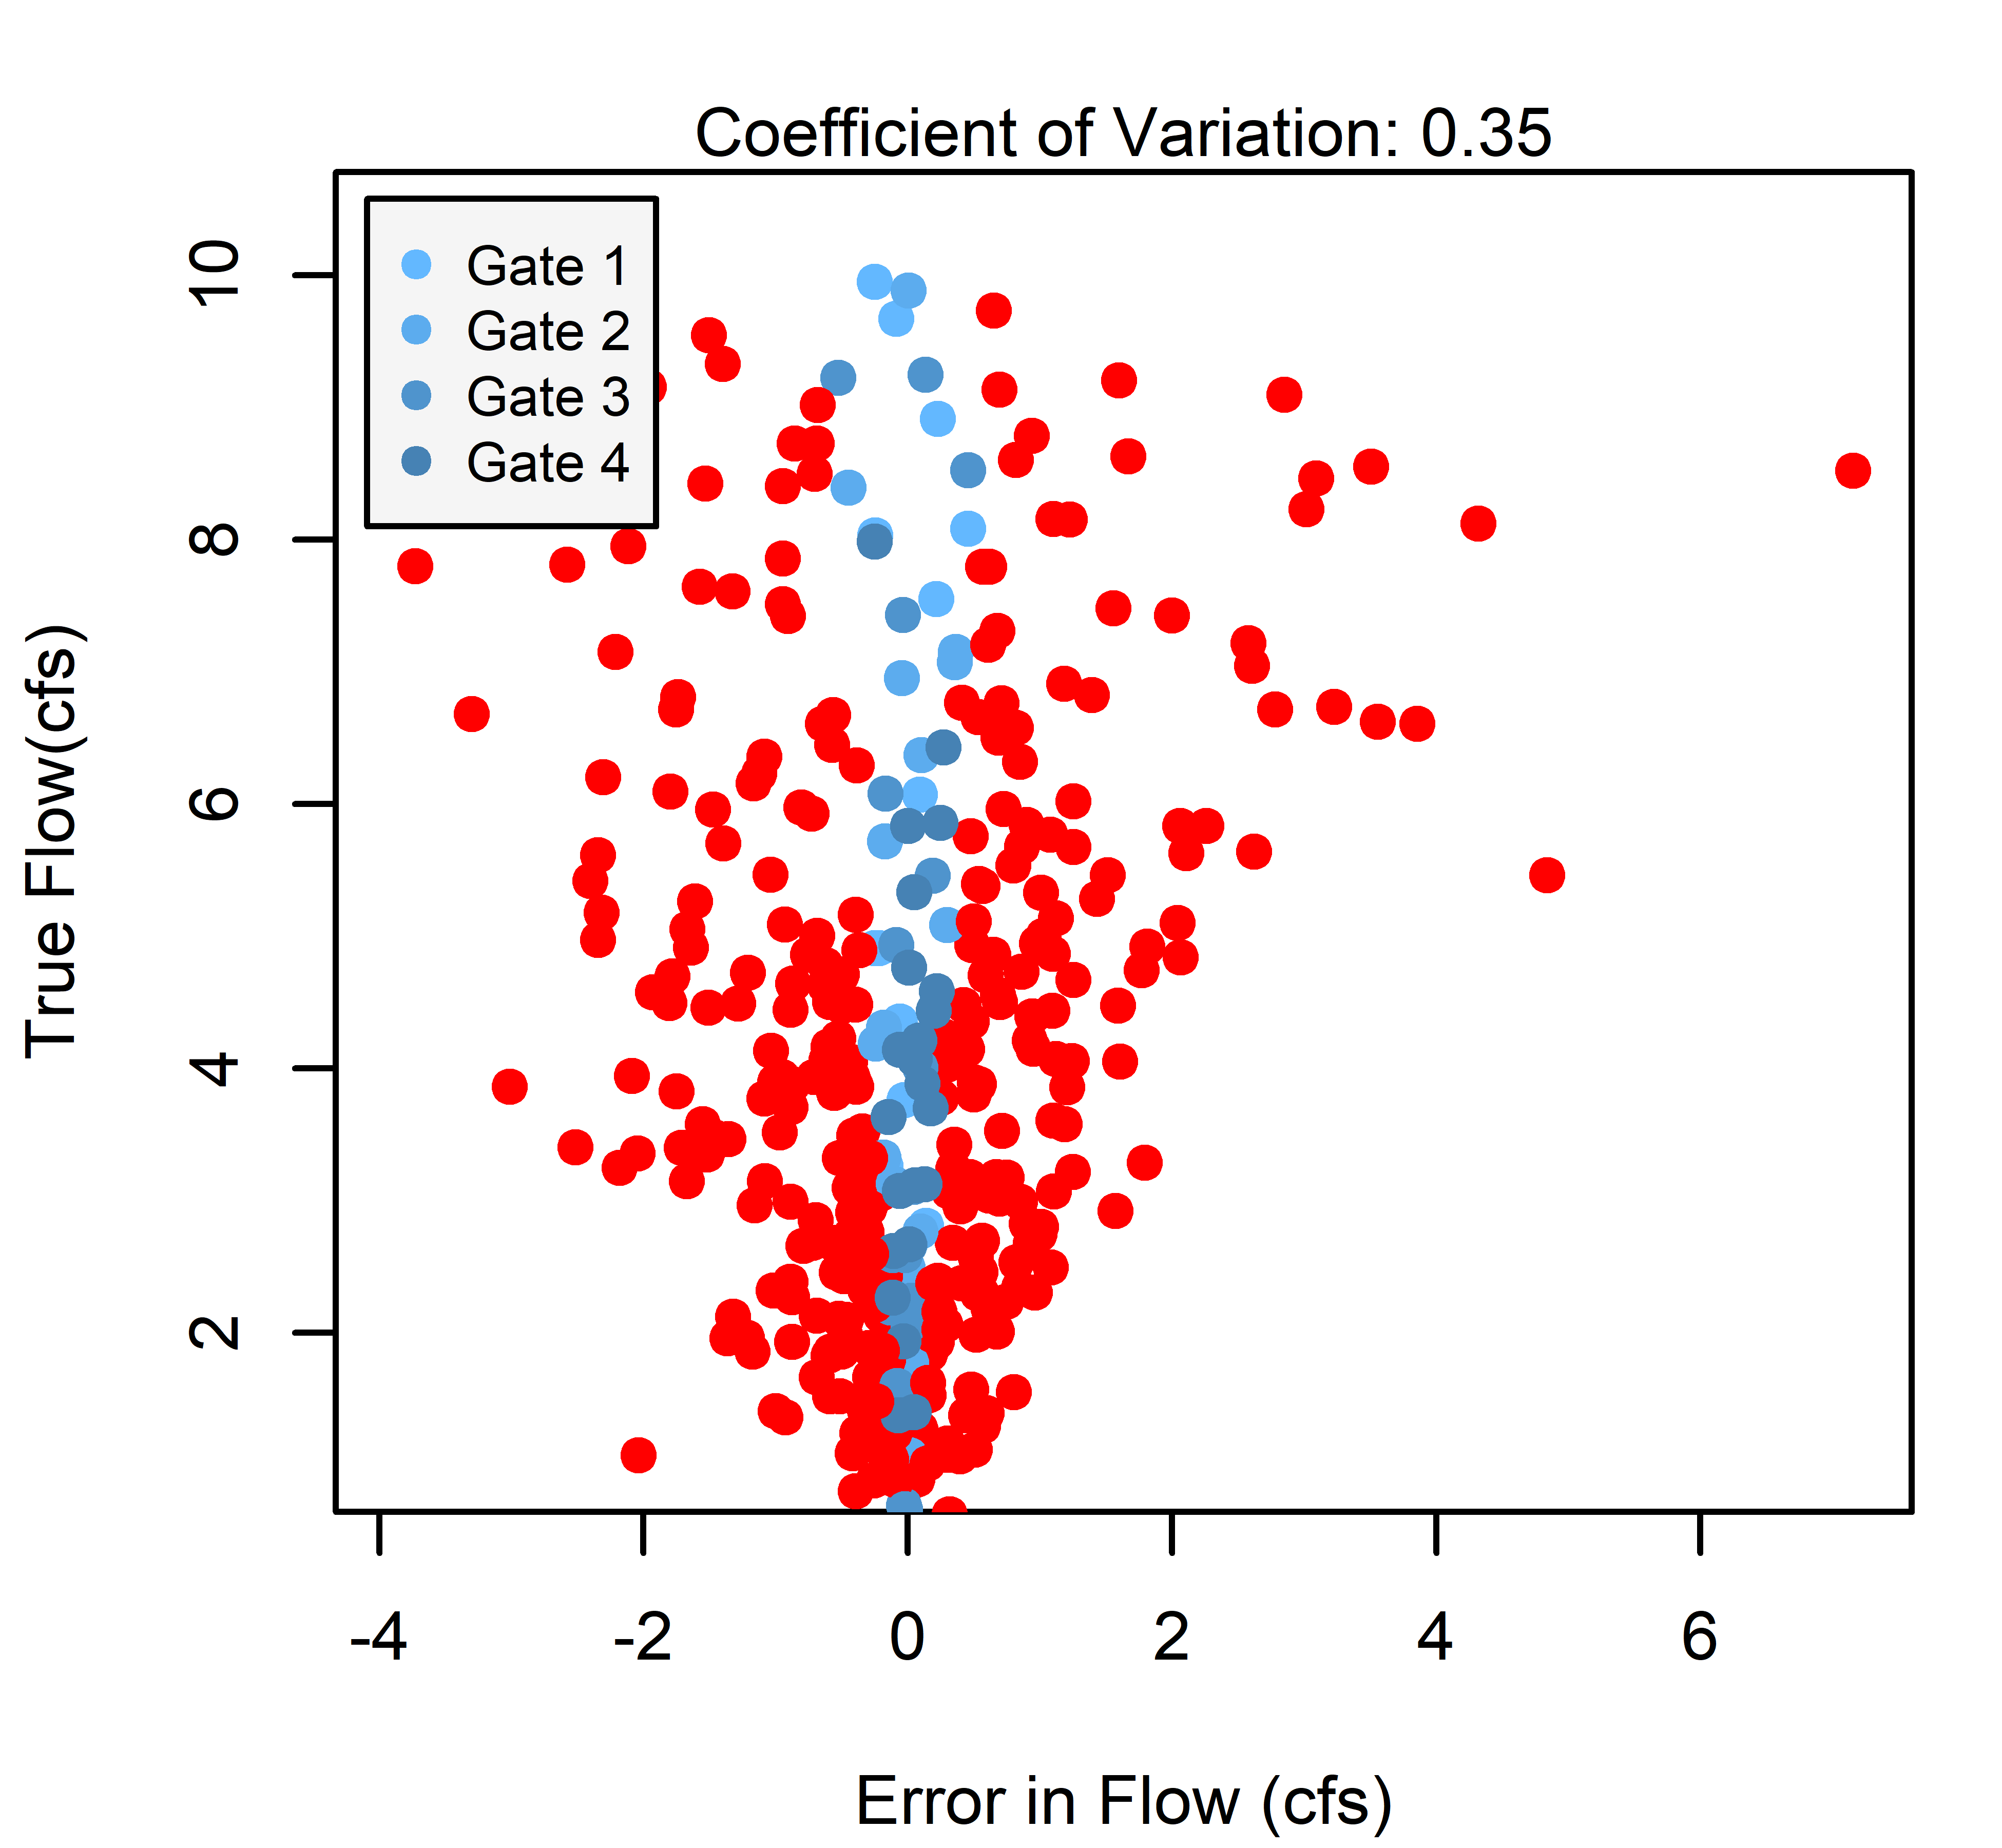 Coefficient of Variation: 0.35
Gate 1
Gate 2
Gate 3
Gate 4
10
8
6
4
2
True Flow(cfs)
-4 -2 0 2 4 6
Error in Flow (cfs)